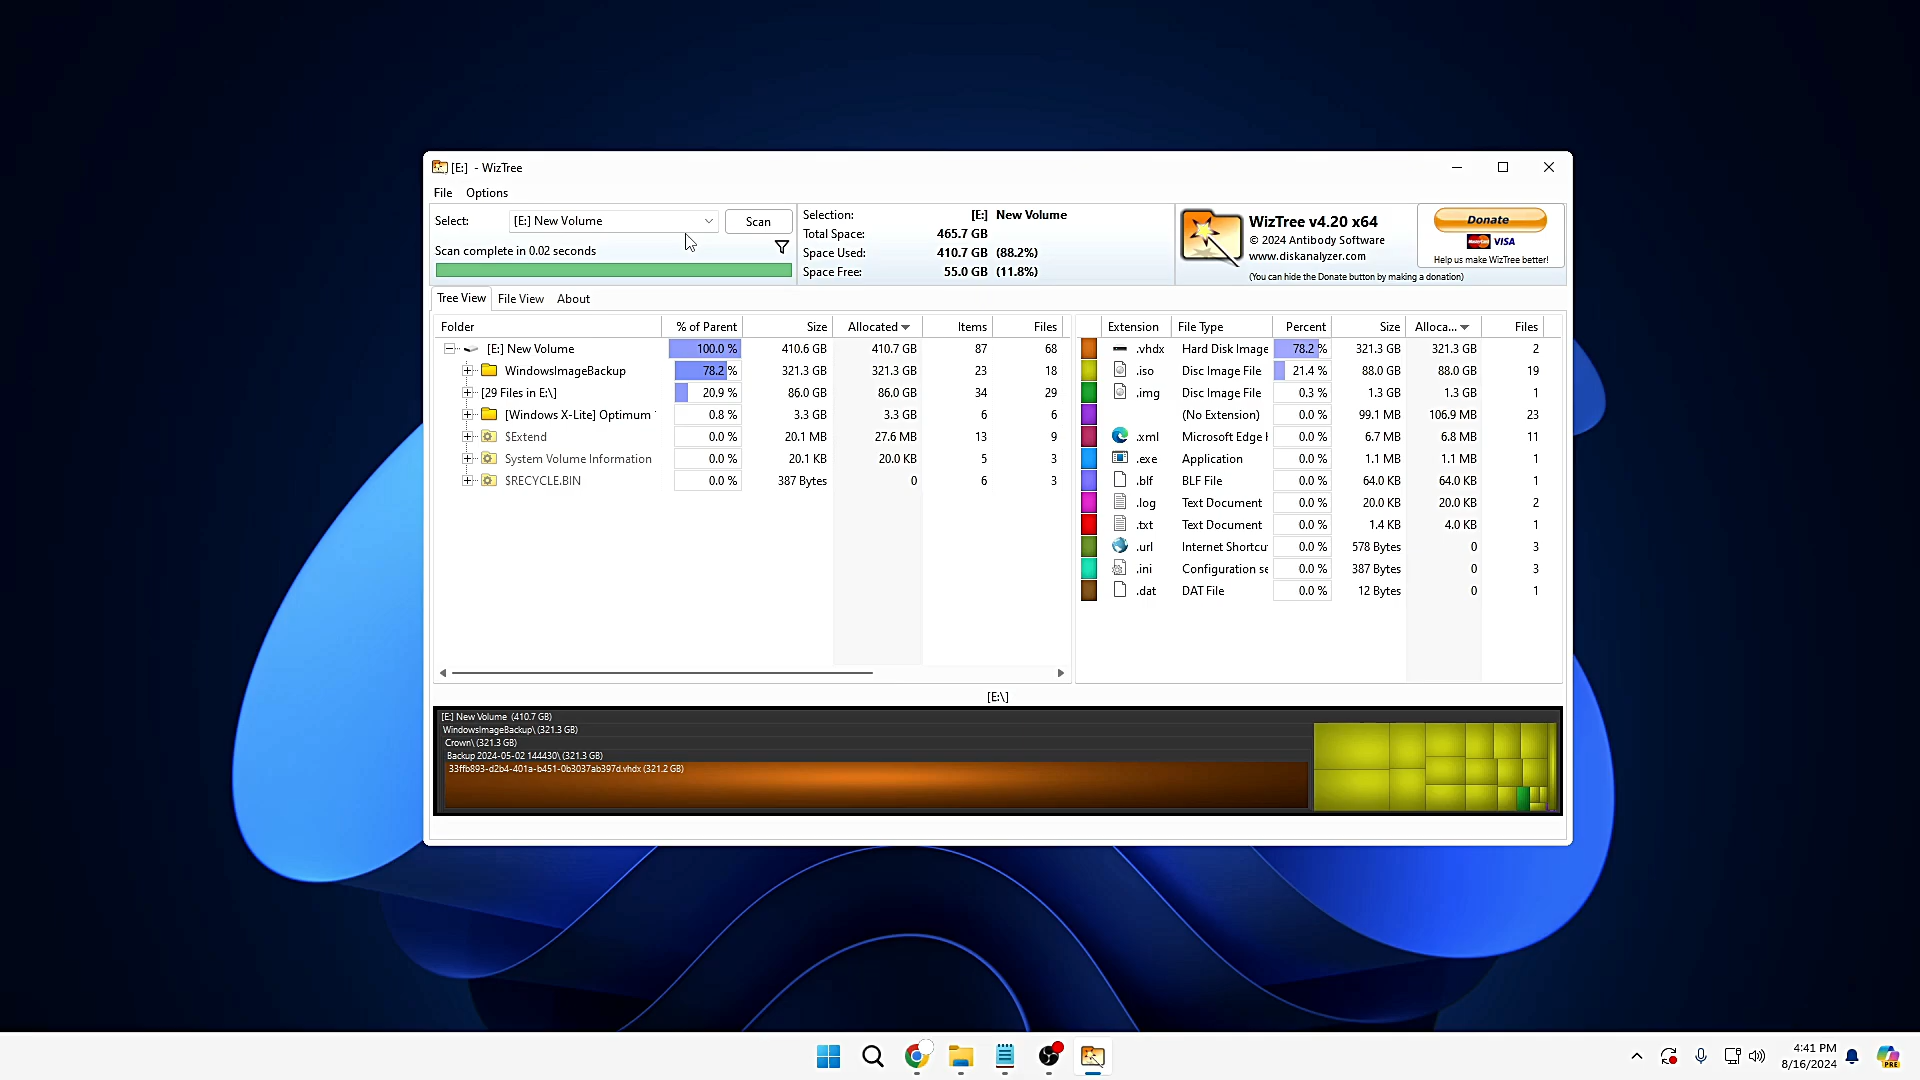 [E:] - WizTree
File Options
Select: [E:] New Volume Scan
Scan complete in 0.02 seconds
Selection: [E:] New Volume
Total Space: 465.7 GB
Space Used: 410.7 GB (88.2%)
Space Free: 55.0 GB (11.8%)
WizTree v4.20 x64
© 2024 Antibody Software
www.diskanalyzer.com
(You can hide the Donate button by making a donation)
Donate
MasterCard VISA
Help us make WizTree better!
Tree View File View About
Folder % of Parent Size Allocated Items Files
[E:] New Volume 100.0 % 410.6 GB 410.7 GB 87 68
WindowsImageBackup 78.2 % 321.3 GB 321.3 GB 23 18
[29 Files in E:\] 20.9 % 86.0 GB 86.0 GB 34 29
[Windows X-Lite] Optimum 0.8 % 3.3 GB 3.3 GB 6 6
$Extend 0.0 % 20.1 MB 27.6 MB 13 9
System Volume Information 0.0 % 20.1 KB 20.0 KB 5 3
$RECYCLE.BIN 0.0 % 387 Bytes 0 6 3
Extension File Type Percent Size Alloca... Files
.vhdx Hard Disk Image 78.2 % 321.3 GB 321.3 GB 2
.iso Disc Image File 21.4 % 88.0 GB 88.0 GB 19
.img Disc Image File 0.3 % 1.3 GB 1.3 GB 1
(No Extension) 0.0 % 99.1 MB 106.9 MB 23
.xml Microsoft Edge 0.0 % 6.7 MB 6.8 MB 11
.exe Application 0.0 % 1.1 MB 1.1 MB 1
.blf BLF File 0.0 % 64.0 KB 64.0 KB 1
.log Text Document 0.0 % 20.0 KB 20.0 KB 2
.txt Text Document 0.0 % 1.4 KB 4.0 KB 1
.url Internet Shortcu 0.0 % 578 Bytes 0 3
.ini Configuration se 0.0 % 387 Bytes 0 3
.dat DAT File 0.0 % 12 Bytes 0 1
[E:\]
[E:] New Volume (410.7 GB)
WindowsImageBackup\ (321.3 GB)
Crown\ (321.3 GB)
Backup 2024-05-02 144430\ (321.3 GB)
33ffb893-d2b4-401a-b451-0b3037ab397d.vhdx (321.2 GB)
4:41 PM
8/16/2024
PRE